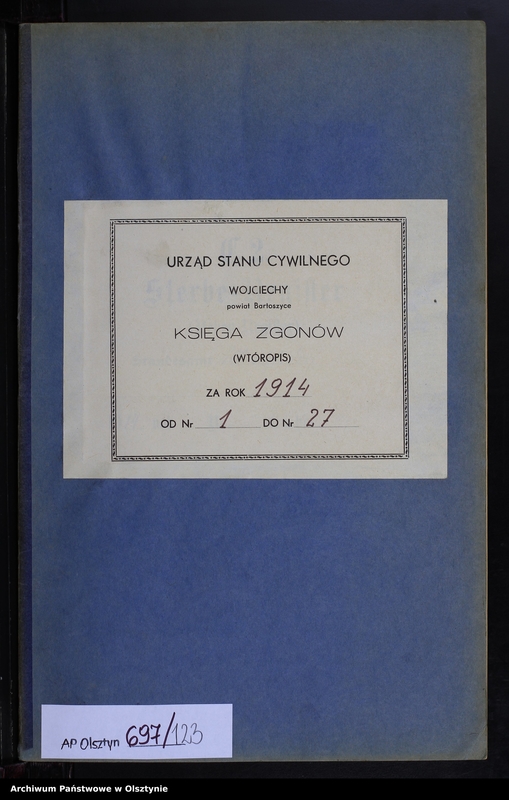 URZĄD STANU CYWILNEGO
WOJCIECHY
powiat Bartoszyce
KSIĘGA ZGONÓW
(WTÓROPIS)
ZA ROK 1914
OD Nr 1 DO Nr 27
AP Olsztyn 697/123
Archiwum Państwowe w Olsztynie